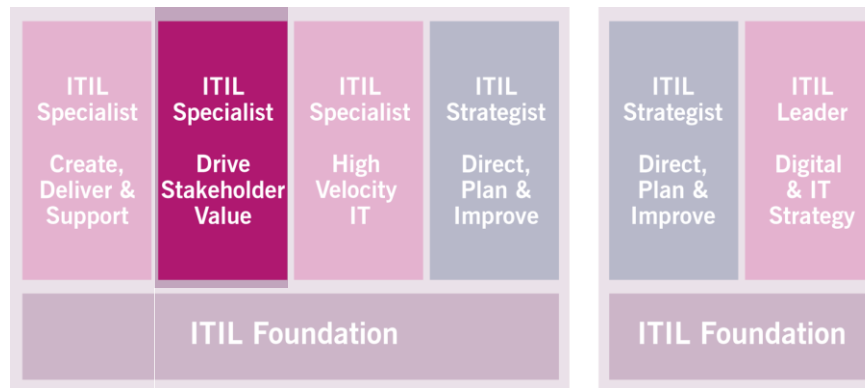 ITIL
Specialist
Create,
Deliver &
Support
ITIL
Specialist
Drive
Stakeholder
Value
ITIL
Specialist
High
Velocity
IT
ITIL
Strategist
Direct,
Plan &
Improve
ITIL Foundation
ITIL
Strategist
Direct,
Plan &
Improve
ITIL
Leader
Digital
& IT
Strategy
ITIL Foundation